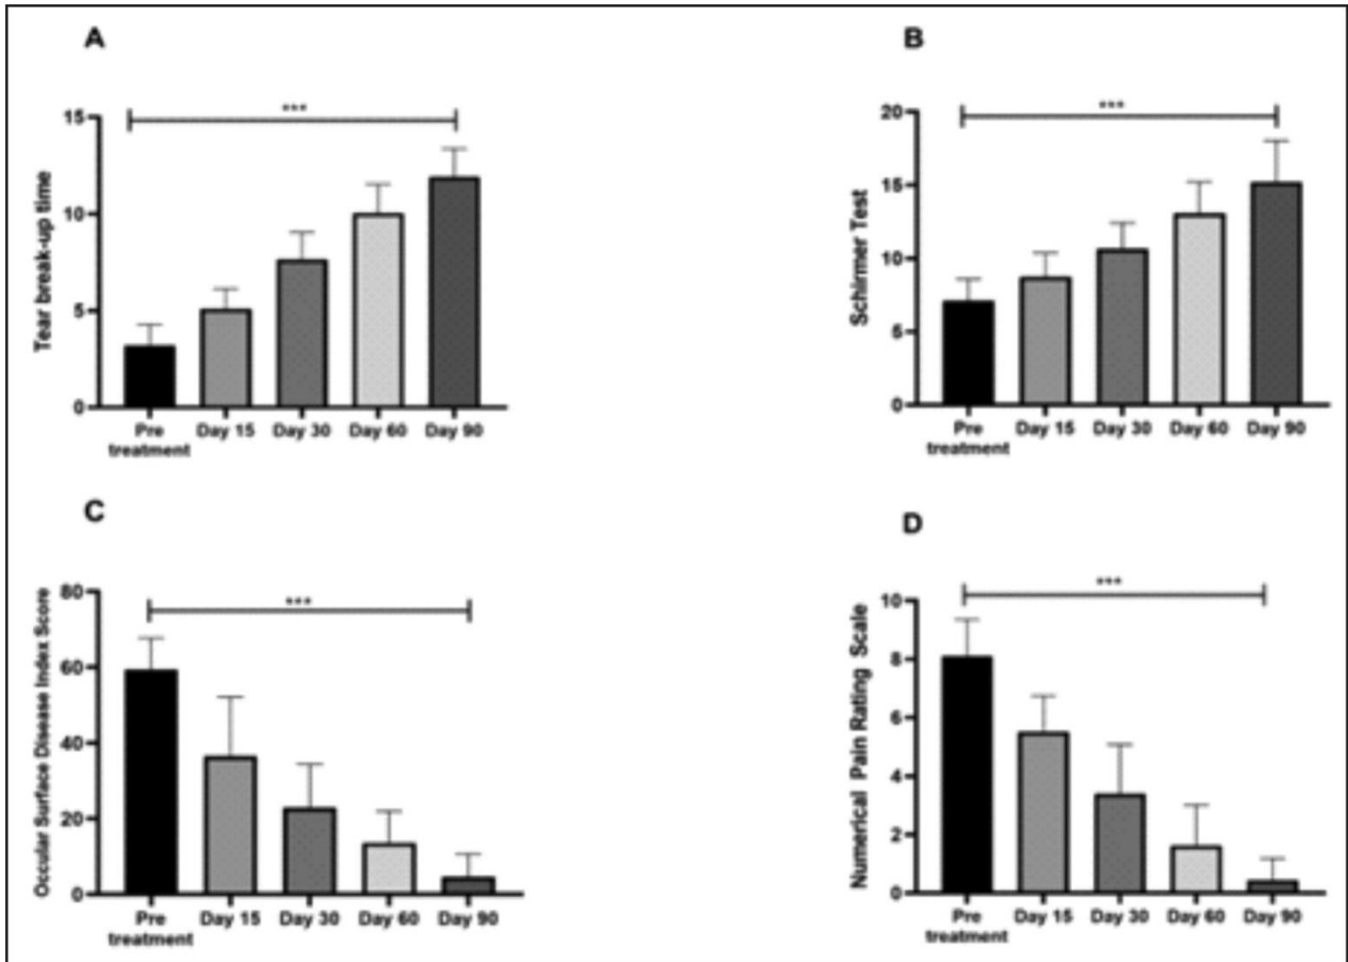 A
***
Tear break-up time
15
10
5
0
Pre treatment
Day 15
Day 30
Day 60
Day 90
B
***
Schirmer Test
20
15
10
5
0
Pre treatment
Day 15
Day 30
Day 60
Day 90
C
***
Occular Surface Disease Index Score
80
60
40
20
0
Pre treatment
Day 15
Day 30
Day 60
Day 90
D
***
Numerical Pain Rating Scale
10
8
6
4
2
0
Pre treatment
Day 15
Day 30
Day 60
Day 90